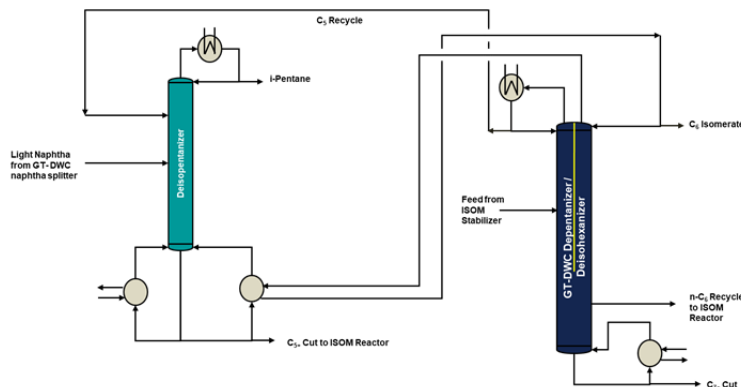 C5 Recycle
i-Pentane
Deisopentanizer
Light Naphtha
from GT-DWC
naphtha splitter
C5+ Cut to ISOM Reactor
C6 Isomerate
Feed from
ISOM
Stabilizer
GT-DWC Depentanizer /
Deisohexanizer
n-C6 Recycle
to ISOM
Reactor
C7+ Cut